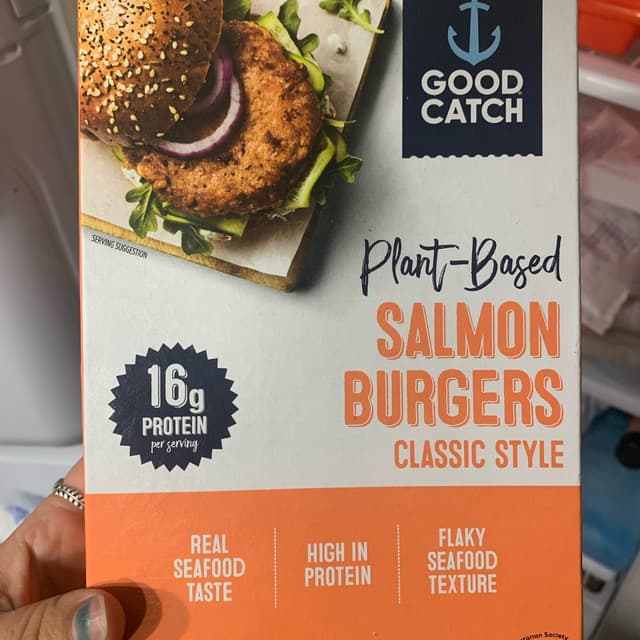 GOOD
CATCH
SERVING SUGGESTION
Plant-Based
SALMON
BURGERS
CLASSIC STYLE
16g
PROTEIN
per serving
REAL
SEAFOOD
TASTE
HIGH IN
PROTEIN
FLAKY
SEAFOOD
TEXTURE
Society